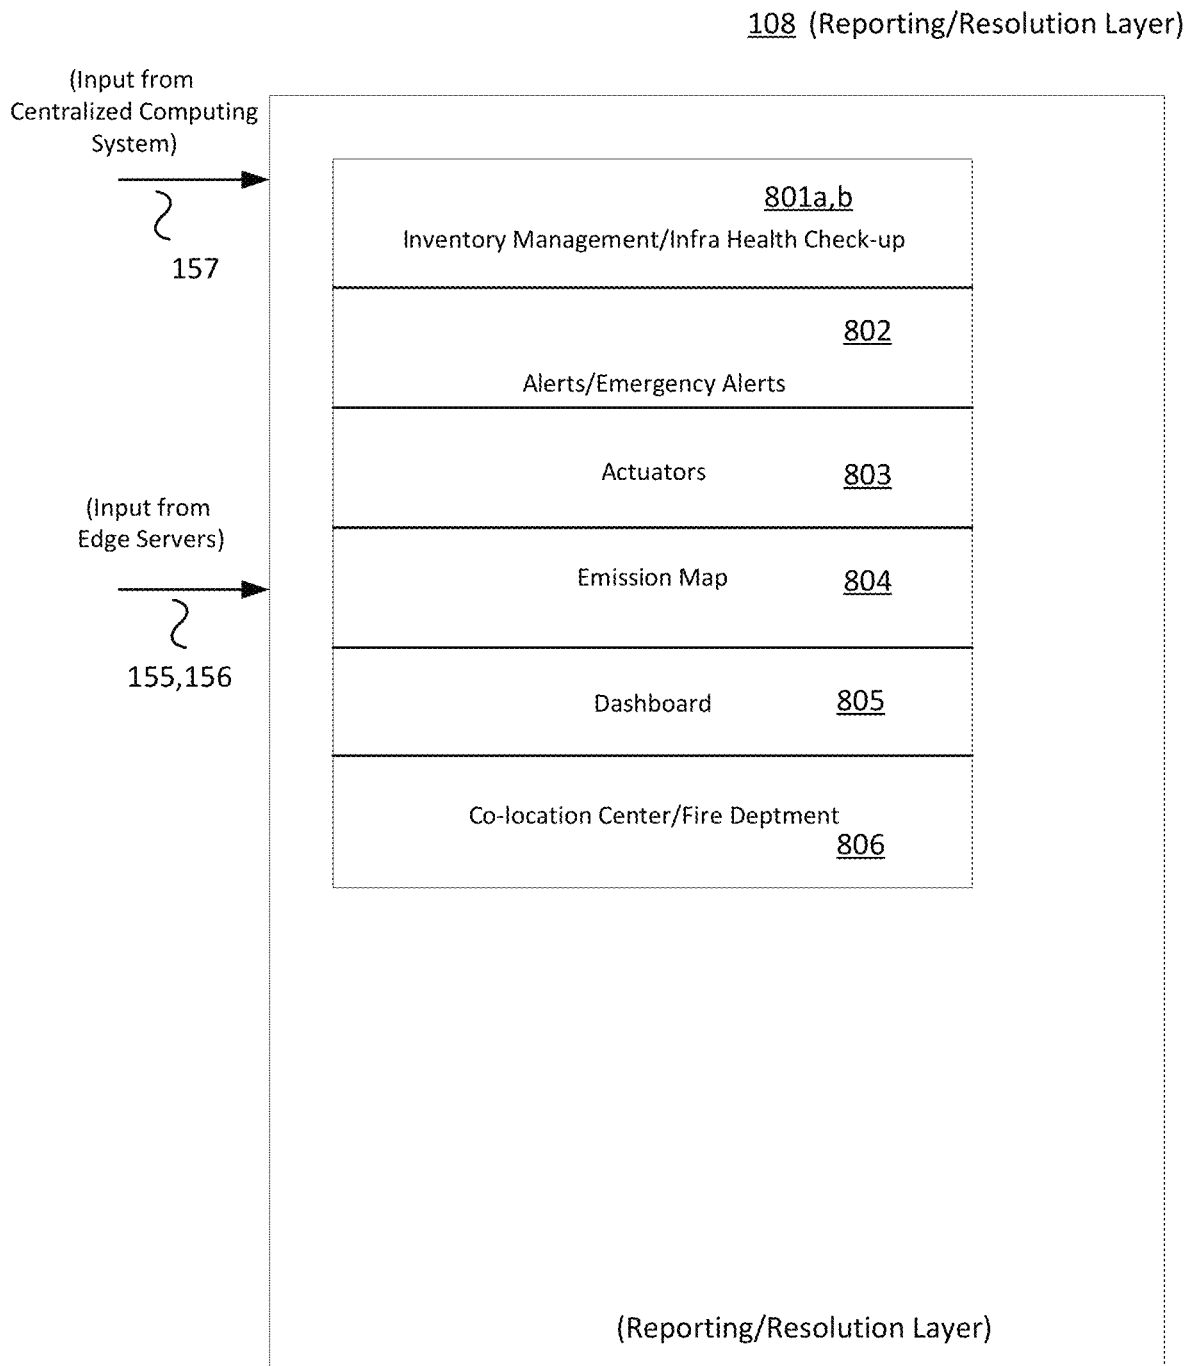 108 (Reporting/Resolution Layer)
(Input from
Centralized Computing
System)
157
801a,b
Inventory Management/Infra Health Check-up
802
Alerts/Emergency Alerts
Actuators 803
(Input from
Edge Servers)
155,156
Emission Map 804
Dashboard 805
Co-location Center/Fire Deptment
806
(Reporting/Resolution Layer)